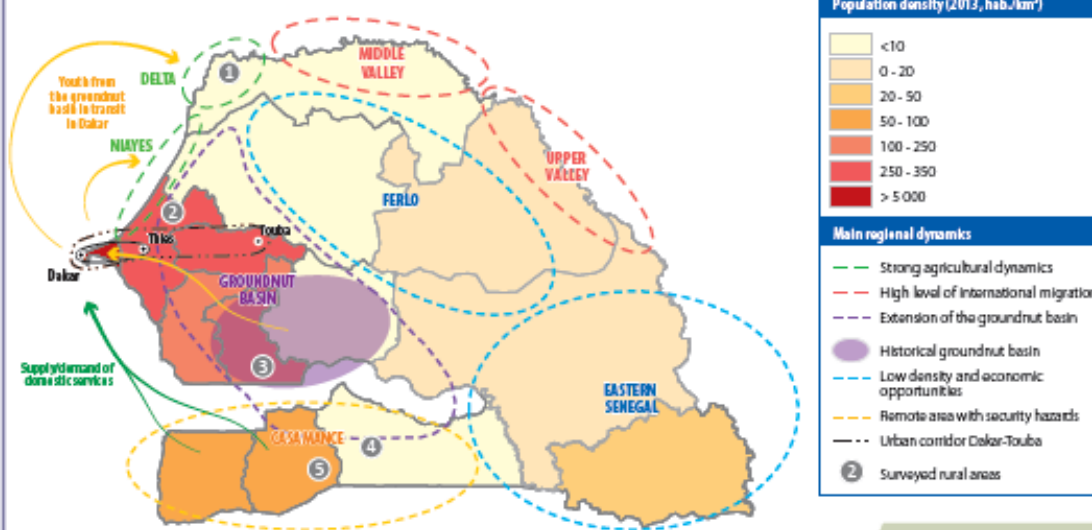 Population density (2013, hab./km²)
<10
0 - 20
20 - 50
50 - 100
100 - 250
250 - 350
> 5 000
Main regional dynamics
Strong agricultural dynamics
High level of international migration
Extension of the groundnut basin
Historical groundnut basin
Low density and economic
opportunities
Remote area with security hazards
Urban corridor Dakar-Touba
2 Surveyed rural areas
MIDDLE
VALLEY
DELTA
1
Youth from
the groundnut
basin in transit
in Dakar
NIAYES
UPPER
VALLEY
FERLO
2
Thies
Touba
Dakar
GROUNDNUT
BASIN
3
Supply/demand of
domestic services
EASTERN
SENEGAL
CASAMANCE
4
5